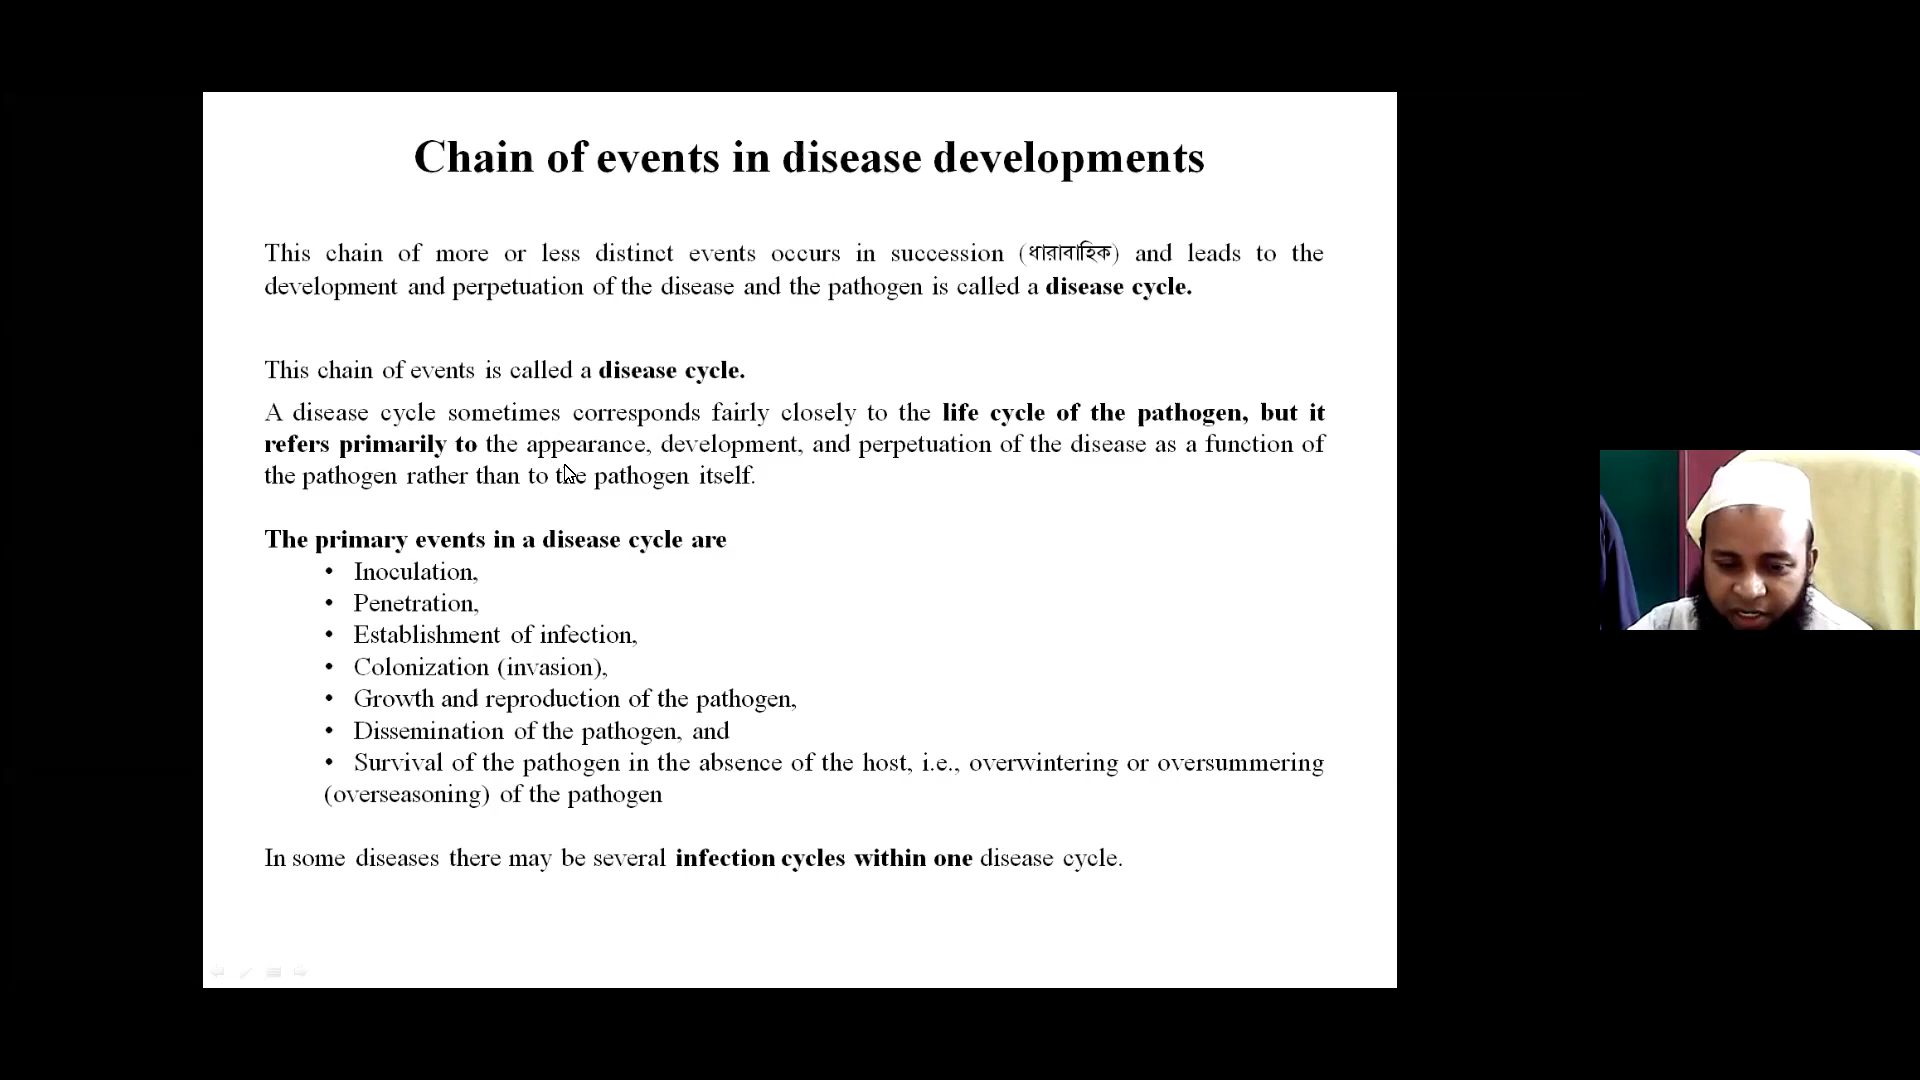 Chain of events in disease developments
This chain of more or less distinct events occurs in succession (ধারাবাহিক) and leads to the
development and perpetuation of the disease and the pathogen is called a disease cycle.
This chain of events is called a disease cycle.
A disease cycle sometimes corresponds fairly closely to the life cycle of the pathogen, but it
refers primarily to the appearance, development, and perpetuation of the disease as a function of
the pathogen rather than to the pathogen itself.
The primary events in a disease cycle are
• Inoculation,
• Penetration,
• Establishment of infection,
• Colonization (invasion),
• Growth and reproduction of the pathogen,
• Dissemination of the pathogen, and
• Survival of the pathogen in the absence of the host, i.e., overwintering or oversummering
(overseasoning) of the pathogen
In some diseases there may be several infection cycles within one disease cycle.